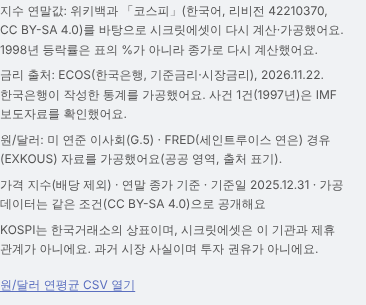 지수 연말값: 위키백과 「코스피」(한국어, 리비전 42210370,
CC BY-SA 4.0)를 바탕으로 시크릿에셋이 다시 계산·가공했어요.
1998년 등락률은 표의 %가 아니라 종가로 다시 계산했어요.
금리 출처: ECOS(한국은행, 기준금리·시장금리), 2026.11.22.
한국은행이 작성한 통계를 가공했어요. 사건 1건(1997년)은 IMF
보도자료를 확인했어요.
원/달러: 미 연준 이사회(G.5) · FRED(세인트루이스 연은) 경유
(EXKOUS) 자료를 가공했어요(공공 영역, 출처 표기).
가격 지수(배당 제외) · 연말 종가 기준 · 기준일 2025.12.31 · 가공
데이터는 같은 조건(CC BY-SA 4.0)으로 공개해요
KOSPI는 한국거래소의 상표이며, 시크릿에셋은 이 기관과 제휴
관계가 아니에요. 과거 시장 사실이며 투자 권유가 아니에요.
원/달러 연평균 CSV 열기